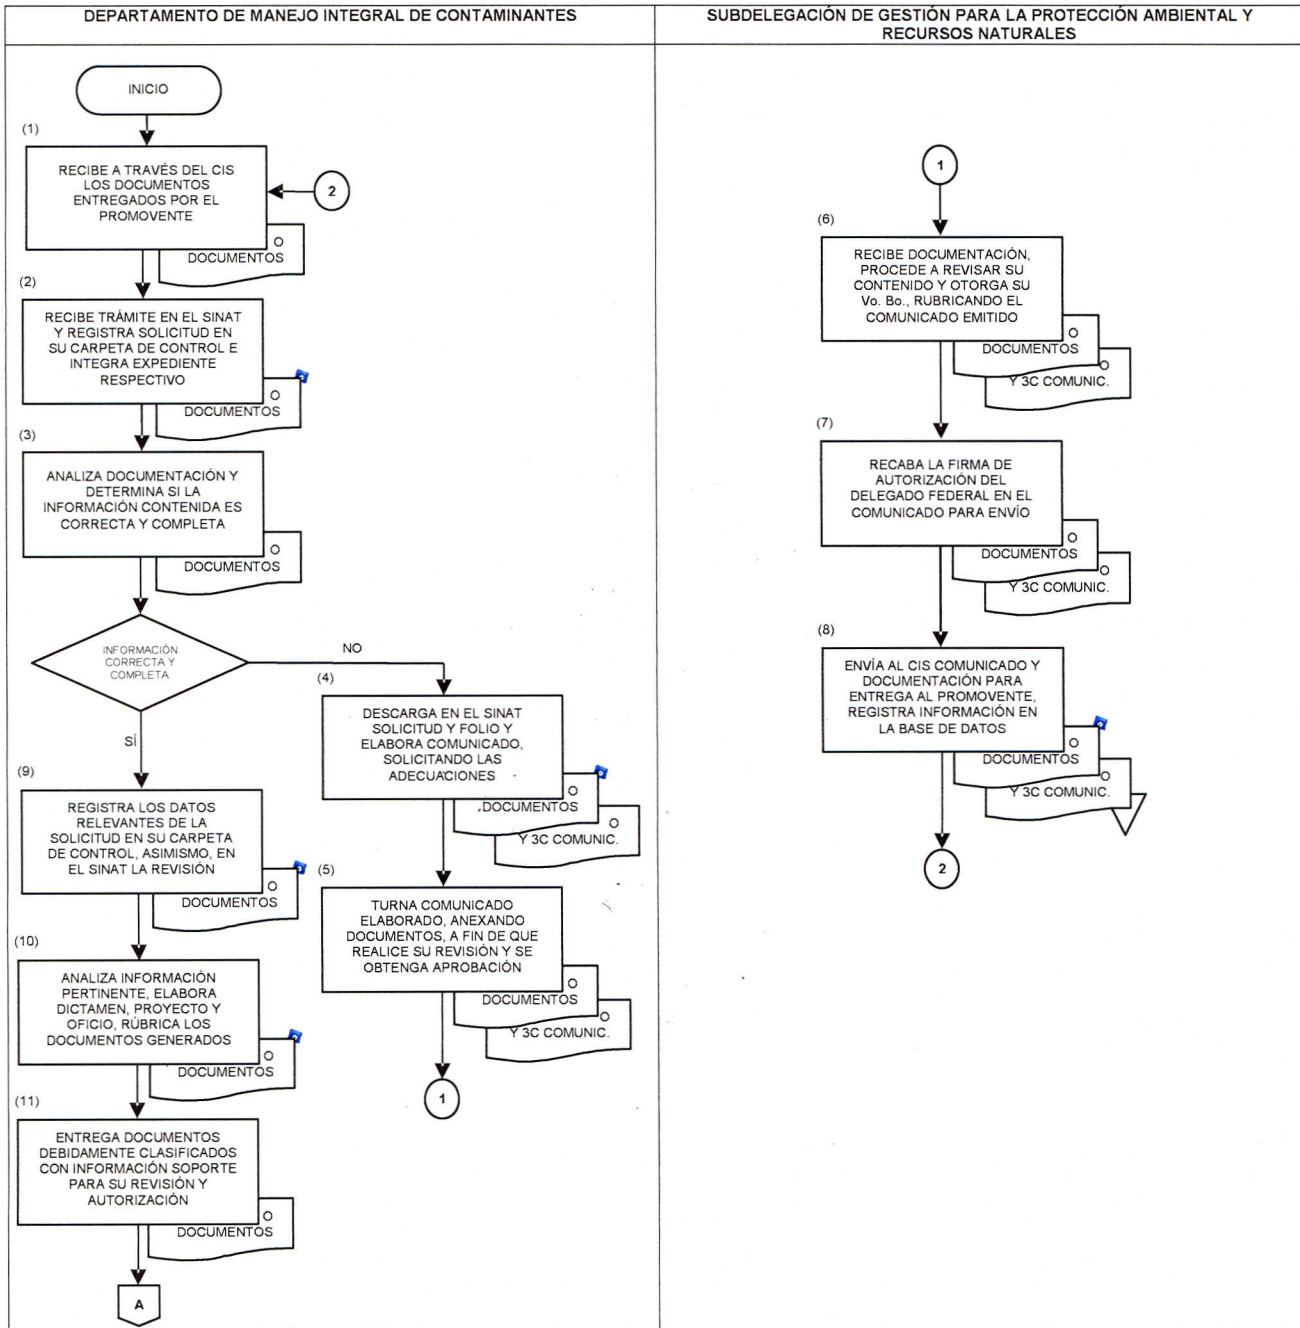 DEPARTAMENTO DE MANEJO INTEGRAL DE CONTAMINANTES
SUBDELEGACIÓN DE GESTIÓN PARA LA PROTECCIÓN AMBIENTAL Y
RECURSOS NATURALES
INICIO
(1)
RECIBE A TRAVÉS DEL CIS
LOS DOCUMENTOS
ENTREGADOS POR EL
PROMOVENTE
2
O
DOCUMENTOS
(2)
RECIBE TRÁMITE EN EL SINAT
Y REGISTRA SOLICITUD EN
SU CARPETA DE CONTROL E
INTEGRA EXPEDIENTE
RESPECTIVO
O
DOCUMENTOS
(3)
ANALIZA DOCUMENTACIÓN Y
DETERMINA SI LA
INFORMACIÓN CONTENIDA ES
CORRECTA Y COMPLETA
O
DOCUMENTOS
INFORMACIÓN
CORRECTA Y
COMPLETA
NO
SÍ
(4)
DESCARGA EN EL SINAT
SOLICITUD Y FOLIO Y
ELABORA COMUNICADO,
SOLICITANDO LAS
ADECUACIONES
O
DOCUMENTOS
O
Y 3C COMUNIC.
(5)
TURNA COMUNICADO
ELABORADO, ANEXANDO
DOCUMENTOS, A FIN DE QUE
REALICE SU REVISIÓN Y SE
OBTENGA APROBACIÓN
O
DOCUMENTOS
O
Y 3C COMUNIC.
1
(9)
REGISTRA LOS DATOS
RELEVANTES DE LA
SOLICITUD EN SU CARPETA
DE CONTROL, ASIMISMO, EN
EL SINAT LA REVISIÓN
O
DOCUMENTOS
(10)
ANALIZA INFORMACIÓN
PERTINENTE, ELABORA
DICTAMEN, PROYECTO Y
OFICIO, RÚBRICA LOS
DOCUMENTOS GENERADOS
O
DOCUMENTOS
(11)
ENTREGA DOCUMENTOS
DEBIDAMENTE CLASIFICADOS
CON INFORMACIÓN SOPORTE
PARA SU REVISIÓN Y
AUTORIZACIÓN
O
DOCUMENTOS
A
1
(6)
RECIBE DOCUMENTACIÓN,
PROCEDE A REVISAR SU
CONTENIDO Y OTORGA SU
Vo. Bo., RUBRICANDO EL
COMUNICADO EMITIDO
O
DOCUMENTOS
O
Y 3C COMUNIC.
(7)
RECABA LA FIRMA DE
AUTORIZACIÓN DEL
DELEGADO FEDERAL EN EL
COMUNICADO PARA ENVÍO
O
DOCUMENTOS
O
Y 3C COMUNIC.
(8)
ENVÍA AL CIS COMUNICADO Y
DOCUMENTACIÓN PARA
ENTREGA AL PROMOVENTE,
REGISTRA INFORMACIÓN EN
LA BASE DE DATOS
O
DOCUMENTOS
O
Y 3C COMUNIC.
2